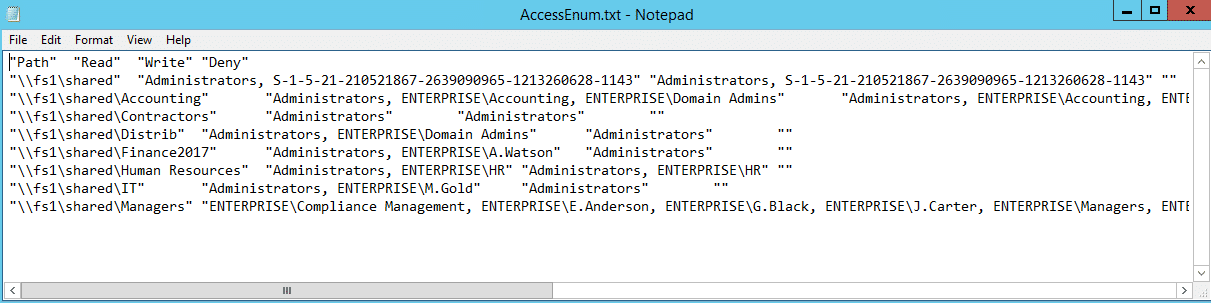 AccessEnum.txt - Notepad
File Edit Format View Help
"Path" "Read" "Write" "Deny"
"\\fs1\shared" "Administrators, S-1-5-21-210521867-2639090965-1213260628-1143" "Administrators, S-1-5-21-210521867-2639090965-1213260628-1143" ""
"\\fs1\shared\Accounting" "Administrators, ENTERPRISE\Accounting, ENTERPRISE\Domain Admins" "Administrators, ENTERPRISE\Accounting, ENTE
"\\fs1\shared\Contractors" "Administrators" "Administrators" ""
"\\fs1\shared\Distrib" "Administrators, ENTERPRISE\Domain Admins" "Administrators" ""
"\\fs1\shared\Finance2017" "Administrators, ENTERPRISE\A.Watson" "Administrators" ""
"\\fs1\shared\Human Resources" "Administrators, ENTERPRISE\HR" "Administrators, ENTERPRISE\HR" ""
"\\fs1\shared\IT" "Administrators, ENTERPRISE\M.Gold" "Administrators" ""
"\\fs1\shared\Managers" "ENTERPRISE\Compliance Management, ENTERPRISE\E.Anderson, ENTERPRISE\G.Black, ENTERPRISE\J.Carter, ENTERPRISE\Managers, ENTE